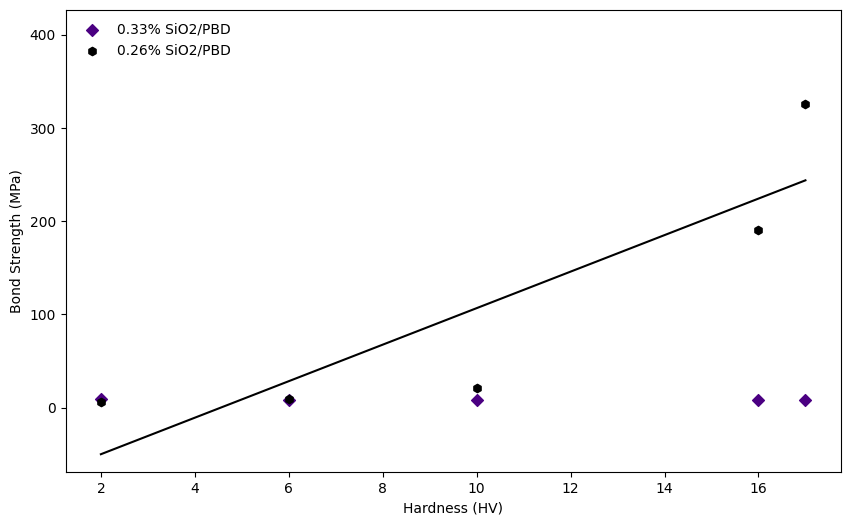 0.33% SiO2/PBD
0.26% SiO2/PBD
400
300
200
100
0
Bond Strength (MPa)
2 4 6 8 10 12 14 16
Hardness (HV)